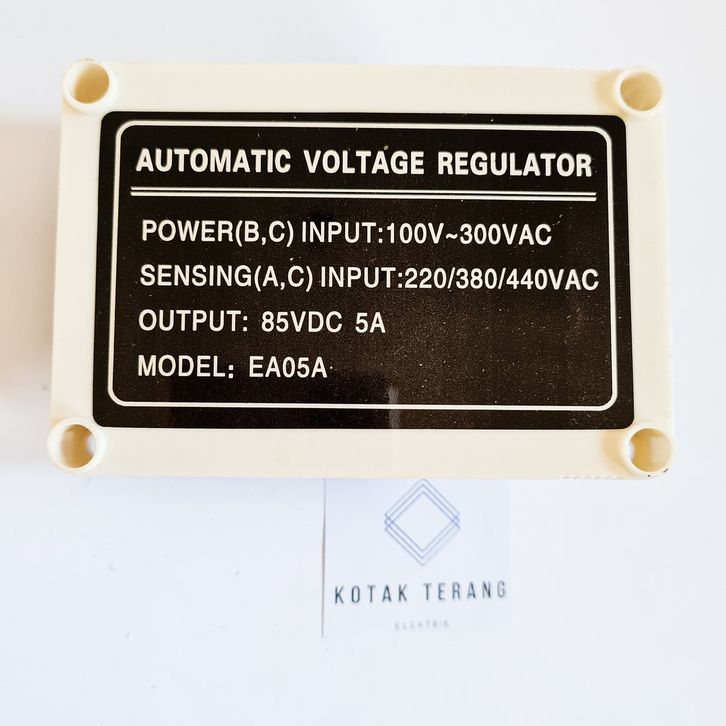 AUTOMATIC VOLTAGE REGULATOR
POWER(B,C) INPUT:100V~300VAC
SENSING(A,C) INPUT:220/380/440VAC
OUTPUT: 85VDC 5A
MODEL: EA05A
KOTAK TERANG
ELEKTRIK